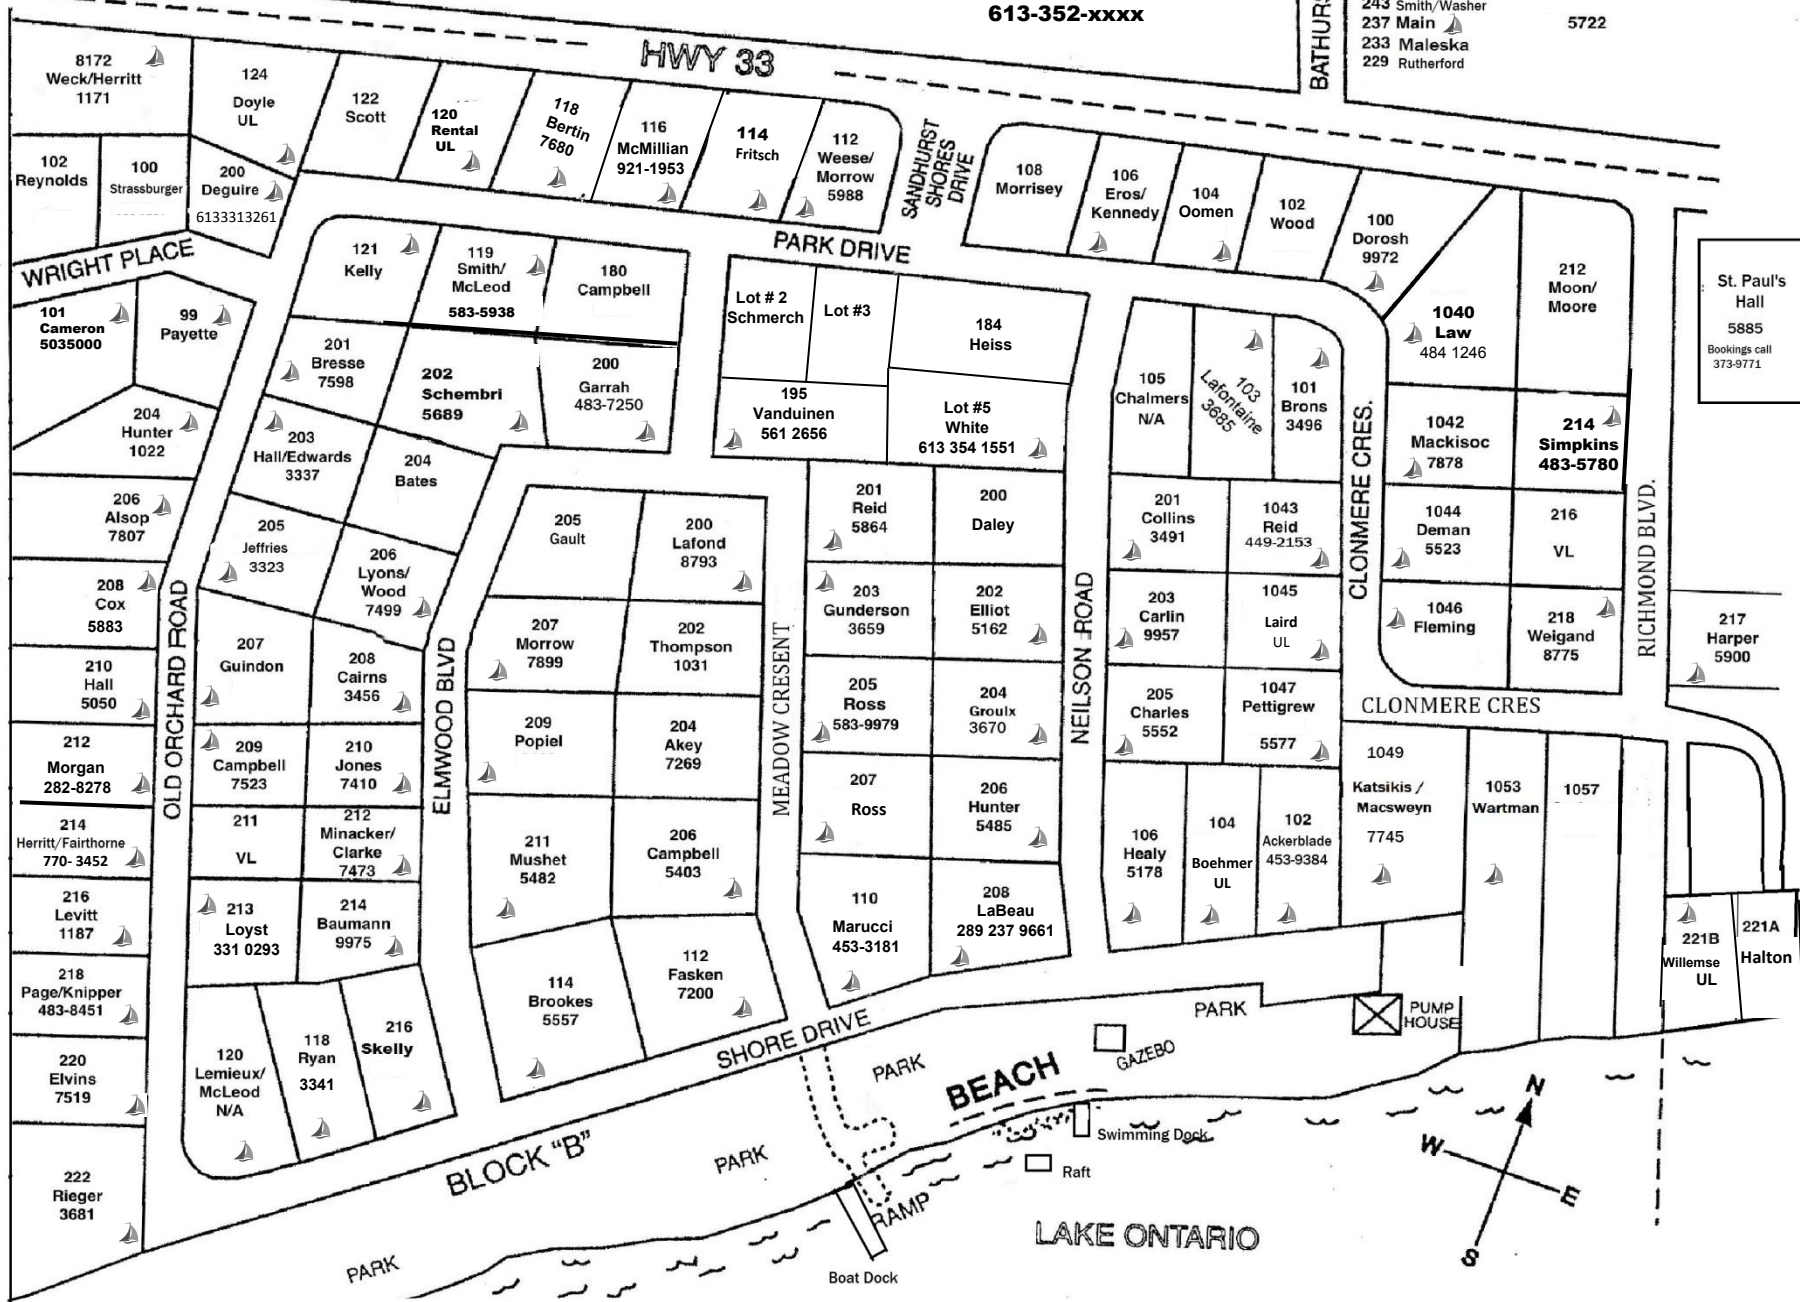 613-352-xxxx
HWY 33
243 Smith/Washer
237 Main 5722
233 Maleska
229 Rutherford
8172
Weck/Herritt
1171
124
Doyle
UL
122
Scott
120
Rental
UL
118
Bertin
7680
116
McMillian
921-1953
114
Fritsch
112
Weese/
Morrow
5988
SANDHURST
SHORES
DRIVE
108
Morrisey
106
Eros/
Kennedy
104
Oomen
102
Wood
100
Dorosh
9972
1040
Law
484 1246
212
Moon/
Moore
St. Paul's
Hall
5885
Bookings call
373-9771
102
Reynolds
100
Strassburger
200
Deguire
6133313261
WRIGHT PLACE
PARK DRIVE
121
Kelly
119
Smith/
McLeod
583-5938
180
Campbell
Lot # 2
Schmerch
Lot #3
184
Heiss
101
Cameron
5035000
99
Payette
201
Bresse
7598
202
Schembri
5689
200
Garrah
483-7250
195
Vanduinen
561 2656
Lot #5
White
613 354 1551
105
Chalmers
N/A
103
Lafontaine
3685
101
Brons
3496
CLONMERE CRES.
1042
Mackisoc
7878
214
Simpkins
483-5780
204
Hunter
1022
203
Hall/Edwards
3337
204
Bates
206
Alsop
7807
205
Jeffries
3323
206
Lyons/
Wood
7499
205
Gault
200
Lafond
8793
201
Reid
5864
200
Daley
201
Collins
3491
1043
Reid
449-2153
1044
Deman
5523
216
VL
RICHMOND BLVD.
208
Cox
5883
OLD ORCHARD ROAD
207
Guindon
208
Cairns
3456
ELMWOOD BLVD
207
Morrow
7899
202
Thompson
1031
MEADOW CRESENT
203
Gunderson
3659
202
Elliot
5162
NEILSON ROAD
203
Carlin
9957
1045
Laird
UL
1046
Fleming
218
Weigand
8775
217
Harper
5900
210
Hall
5050
205
Ross
583-9979
204
Groulx
3670
205
Charles
5552
1047
Pettigrew
5577
CLONMERE CRES
212
Morgan
282-8278
209
Campbell
7523
210
Jones
7410
209
Popiel
204
Akey
7269
207
Ross
206
Hunter
5485
106
Healy
5178
104
Boehmer
UL
102
Ackerblade
453-9384
1049
Katsikis /
Macsweyn
7745
1053
Wartman
1057
214
Herritt/Fairthorne
770- 3452
211
VL
212
Minacker/
Clarke
7473
211
Mushet
5482
206
Campbell
5403
216
Levitt
1187
213
Loyst
331 0293
214
Baumann
9975
110
Marucci
453-3181
208
LaBeau
289 237 9661
221B
Willemse
UL
221A
Halton
218
Page/Knipper
483-8451
114
Brookes
5557
112
Fasken
7200
220
Elvins
7519
120
Lemieux/
McLeod
N/A
118
Ryan
3341
216
Skelly
SHORE DRIVE
PARK
PUMP
HOUSE
GAZEBO
PARK
BEACH
Swimming Dock
Raft
222
Rieger
3681
BLOCK "B"
PARK
RAMP
Boat Dock
PARK
LAKE ONTARIO
N
W
E
S